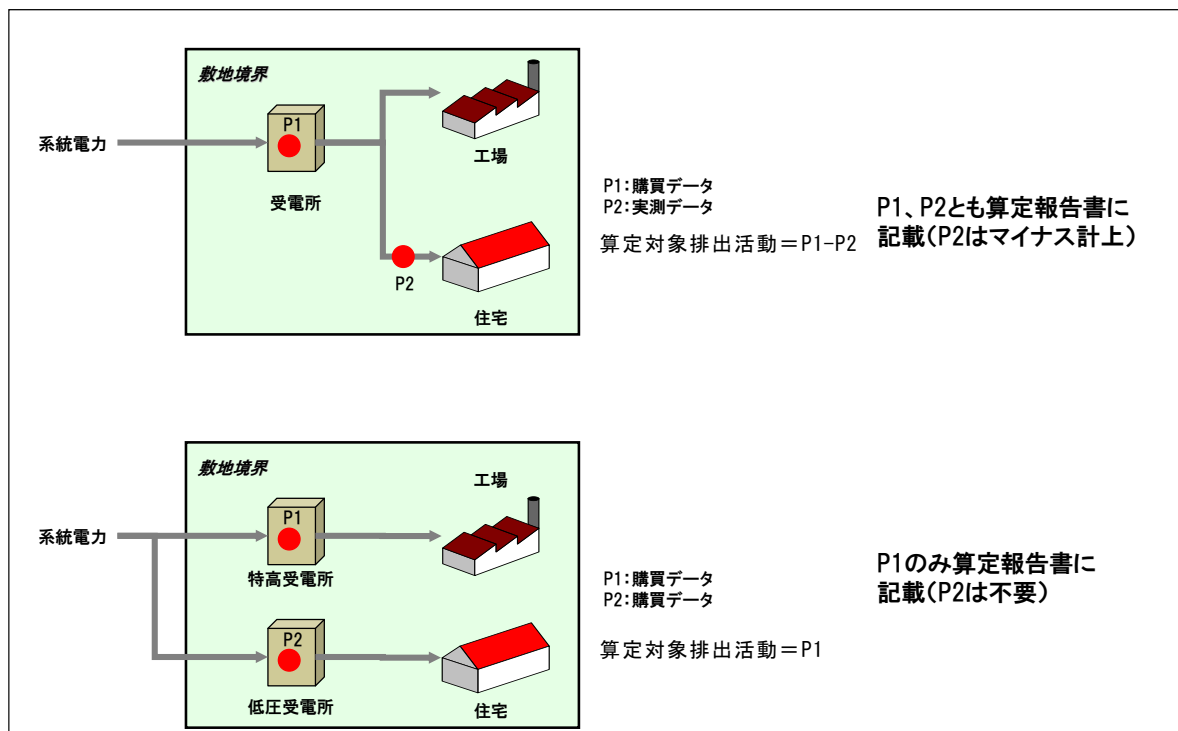 敷地境界
P1
工場
系統電力
受電所
P2
住宅
P1:購買データ
P2:実測データ
算定対象排出活動＝P1-P2
P1、P2とも算定報告書に
記載(P2はマイナス計上)
敷地境界
工場
P1
系統電力
特高受電所
P2
低圧受電所
住宅
P1:購買データ
P2:購買データ
算定対象排出活動＝P1
P1のみ算定報告書に
記載(P2は不要)